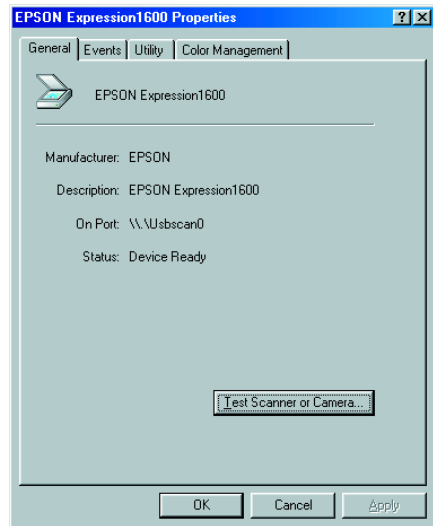 EPSON Expression1600 Properties ? ×
General Events Utility Color Management
EPSON Expression1600
Manufacturer: EPSON
Description: EPSON Expression1600
On Port: \\.\Usbscan0
Status: Device Ready
Test Scanner or Camera...
OK Cancel Apply